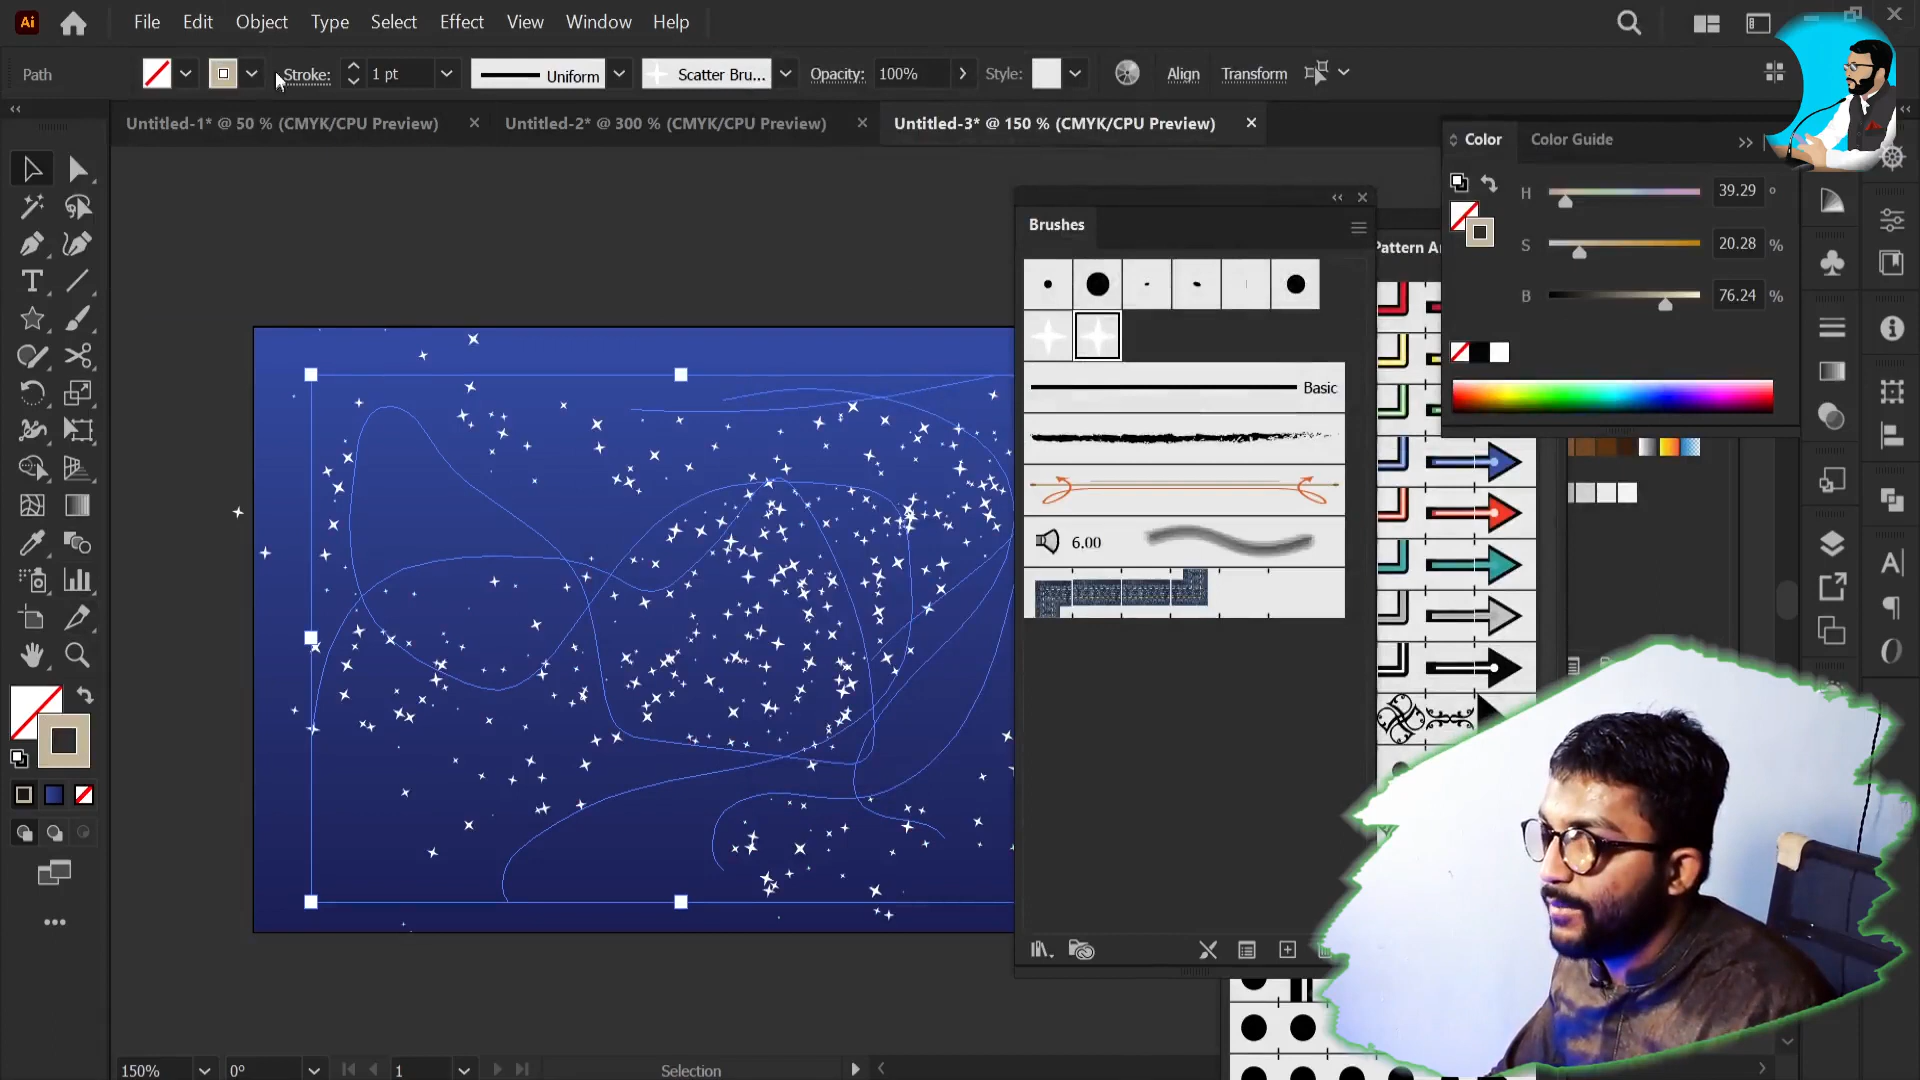 Ai File Edit Object Type Select Effect View Window Help
Path Stroke: 1 pt Uniform Scatter Bru... Opacity: 100% Style: Align Transform
Untitled-1* @ 50 % (CMYK/CPU Preview) Untitled-2* @ 300 % (CMYK/CPU Preview) Untitled-3* @ 150 % (CMYK/CPU Preview)
Color Color Guide
H 39.29 °
S 20.28 %
B 76.24 %
Brushes
Pattern Ar
Basic
6.00
150% 0° 1 Selection